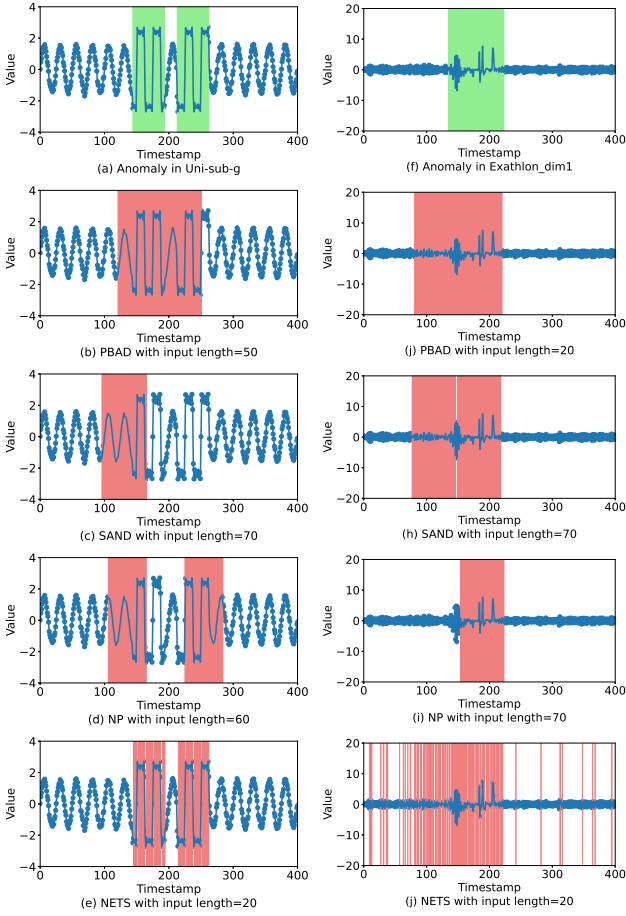 4
2
0
−2
−4
Value
0 100 200 300 400
Timestamp
(a) Anomaly in Uni-sub-g
20
10
0
−10
−20
Value
0 100 200 300 400
Timestamp
(f) Anomaly in Exathlon_dim1
4
2
0
−2
−4
Value
0 100 200 300 400
Timestamp
(b) PBAD with input length=50
20
10
0
−10
−20
Value
0 100 200 300 400
Timestamp
(j) PBAD with input length=20
4
2
0
−2
−4
Value
0 100 200 300 400
Timestamp
(c) SAND with input length=70
20
10
0
−10
−20
Value
0 100 200 300 400
Timestamp
(h) SAND with input length=70
4
2
0
−2
−4
Value
0 100 200 300 400
Timestamp
(d) NP with input length=60
20
10
0
−10
−20
Value
0 100 200 300 400
Timestamp
(i) NP with input length=70
4
2
0
−2
−4
Value
0 100 200 300 400
Timestamp
(e) NETS with input length=20
20
10
0
−10
−20
Value
0 100 200 300 400
Timestamp
(j) NETS with input length=20